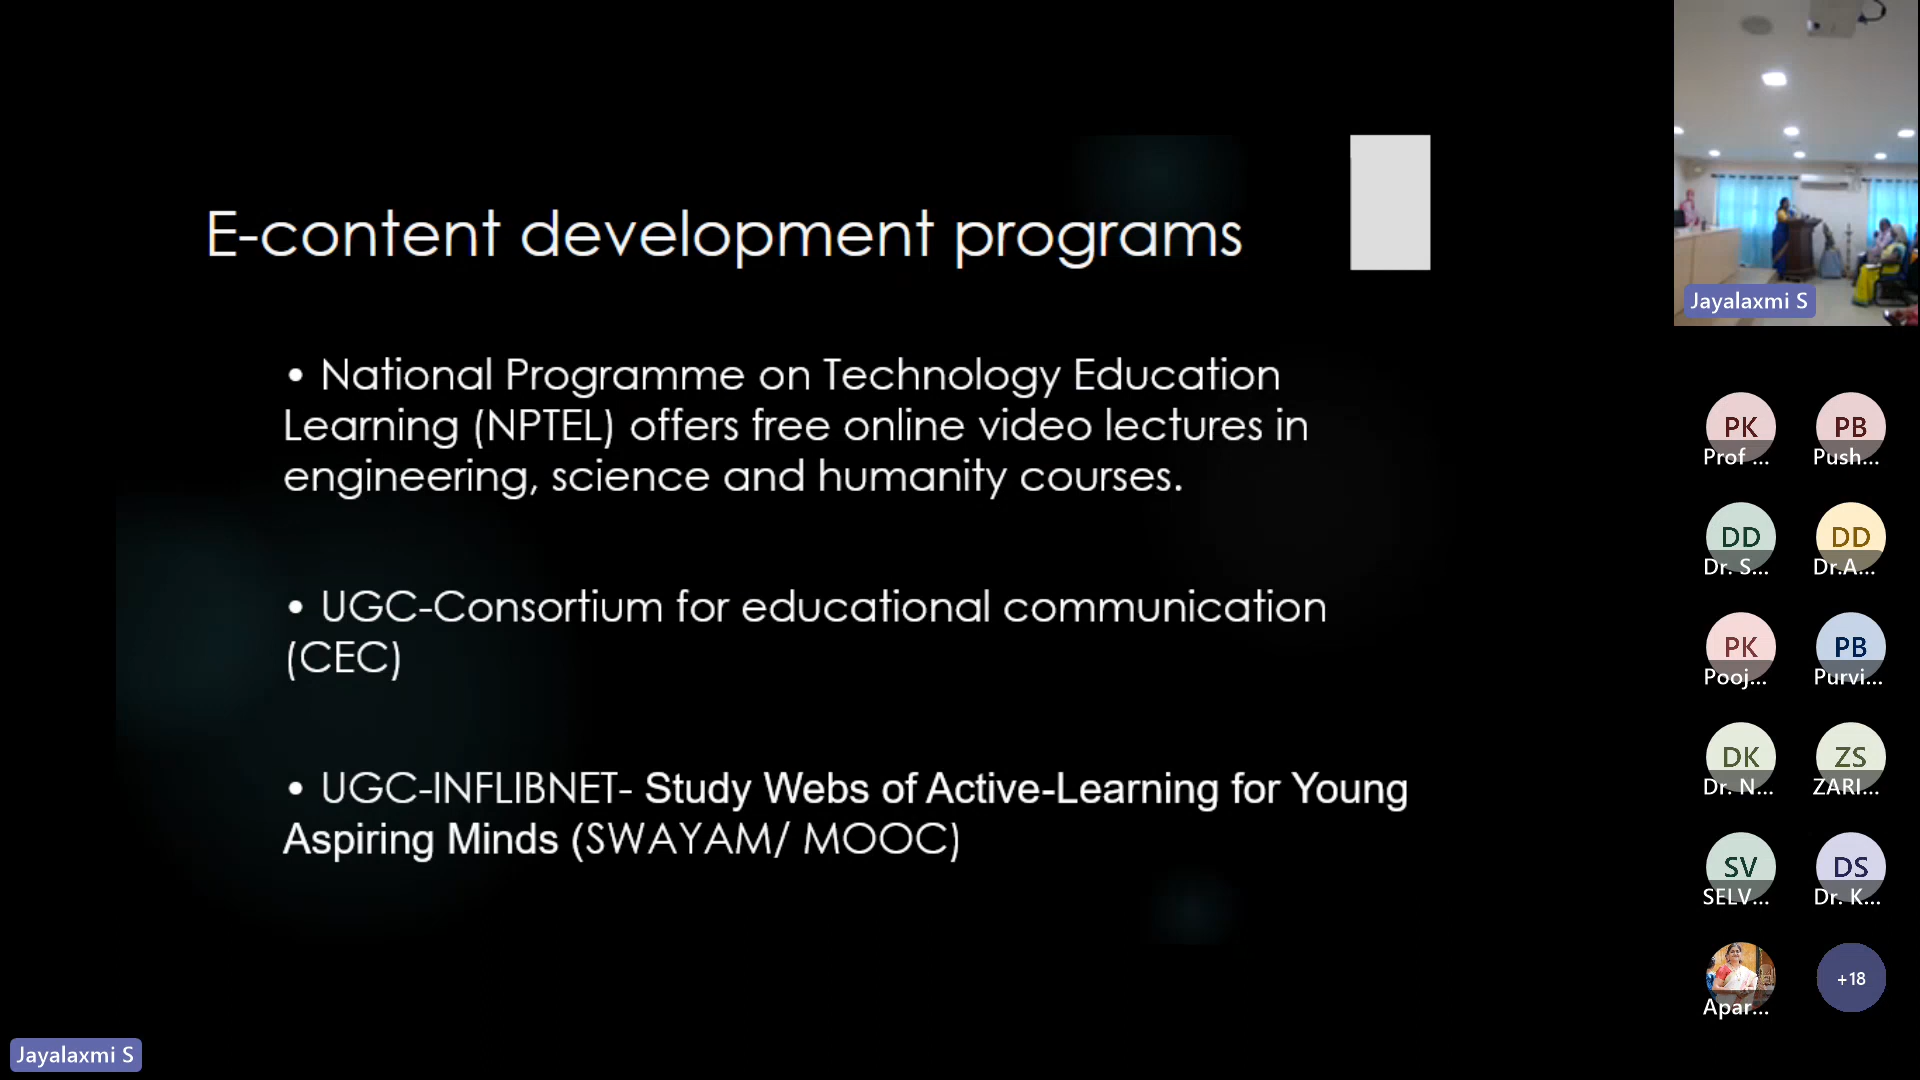 E-content development programs
• National Programme on Technology Education
Learning (NPTEL) offers free online video lectures in
engineering, science and humanity courses.
• UGC-Consortium for educational communication
(CEC)
• UGC-INFLIBNET- Study Webs of Active-Learning for Young
Aspiring Minds (SWAYAM/ MOOC)
Jayalaxmi S
Jayalaxmi S
PK PB
Prof ... Push...
DD DD
Dr. S... Dr.A...
PK PB
Pooj... Purvi...
DK ZS
Dr. N... ZARI...
SV DS
SELV... Dr. K...
+18
Apar...